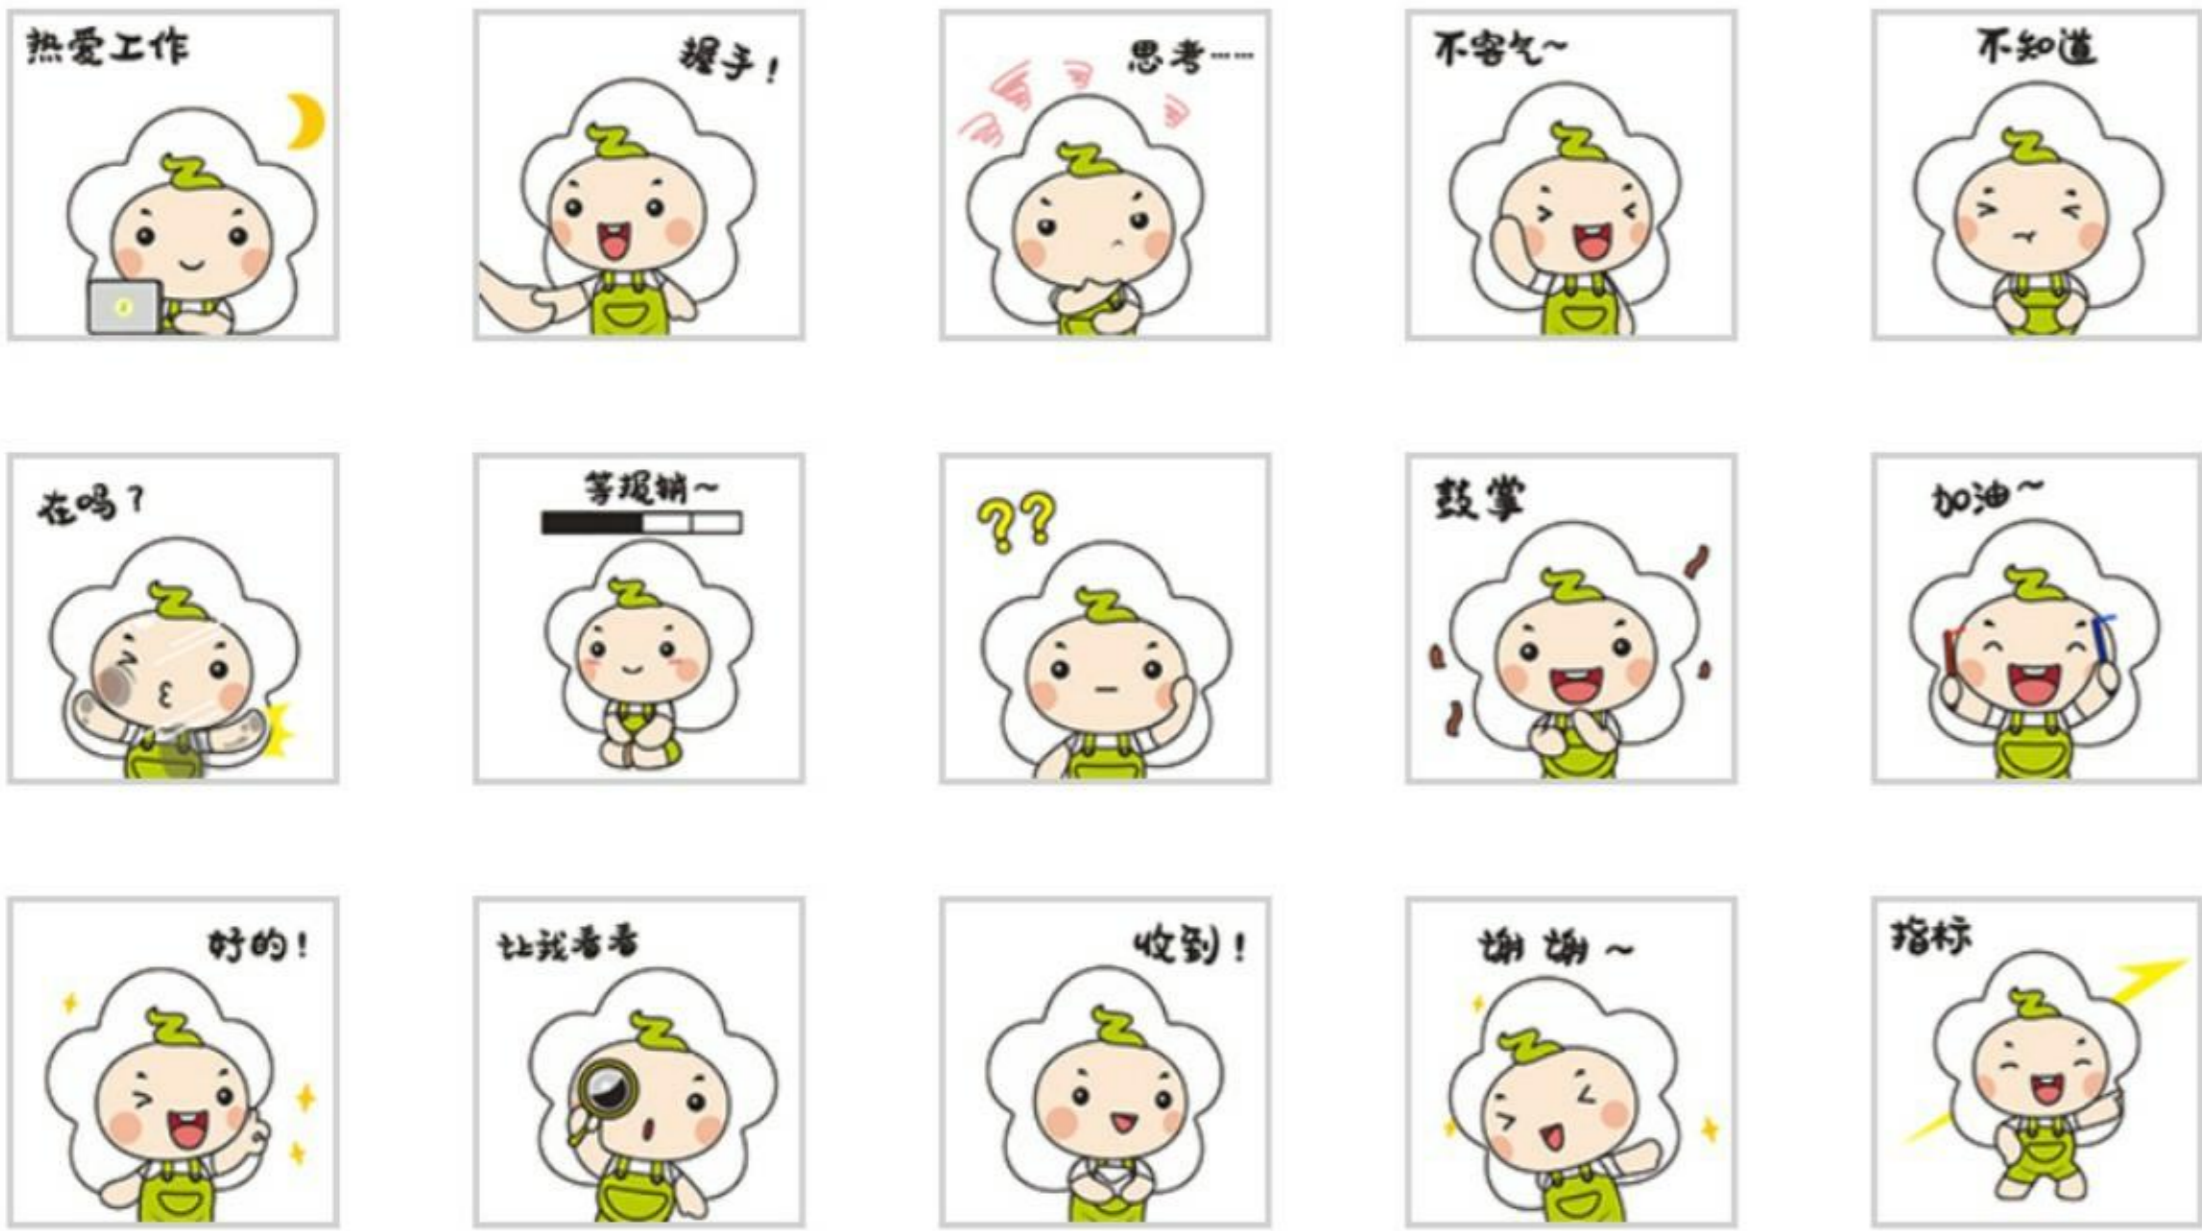 热爱工作
握手！
思考……
不客气~
不知道
在吗？
等报销~
??
鼓掌
加油~
好的！
让我看看
收到！
谢谢~
指标